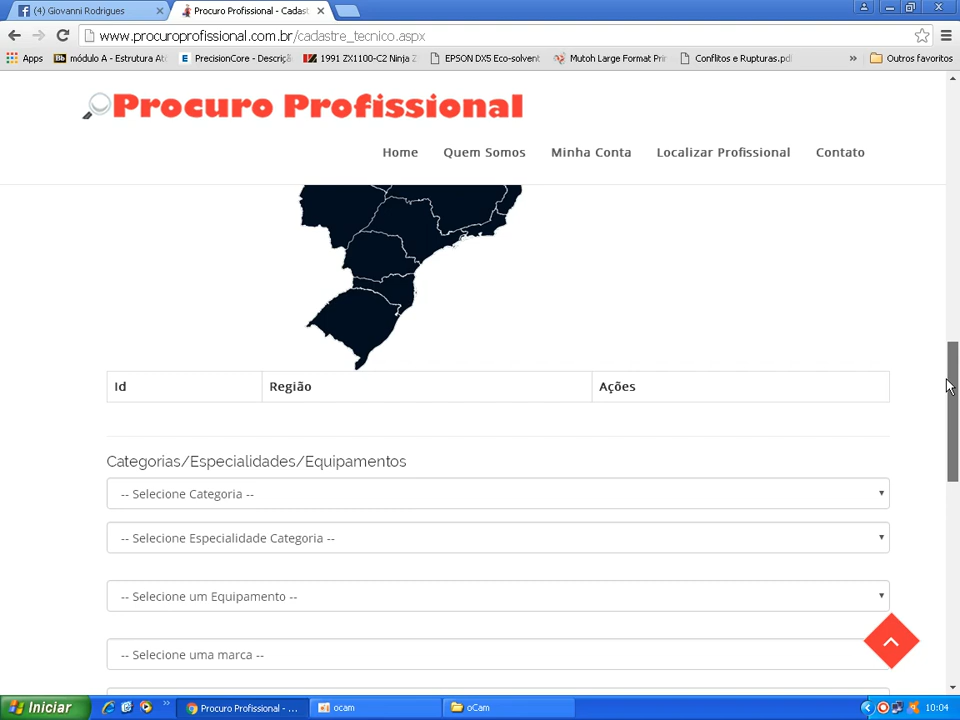 (4) Giovanni Rodrigues
Procuro Profissional - Cadast
www.procuroprofissional.com.br/cadastre_tecnico.aspx
Apps
módulo A - Estrutura Ató
PrecisionCore - Descriçã
1991 ZX1100-C2 Ninja Z
EPSON DX5 Eco-solvent
Mutoh Large Format Prin
Conflitos e Rupturas.pdf
»
Outros favoritos
Procuro Profissional
Home
Quem Somos
Minha Conta
Localizar Profissional
Contato
Id
Região
Ações
Categorias/Especialidades/Equipamentos
-- Selecione Categoria --
-- Selecione Especialidade Categoria --
-- Selecione um Equipamento --
-- Selecione uma marca --
Iniciar
»
Procuro Profissional - ...
ocam
oCam
10:04